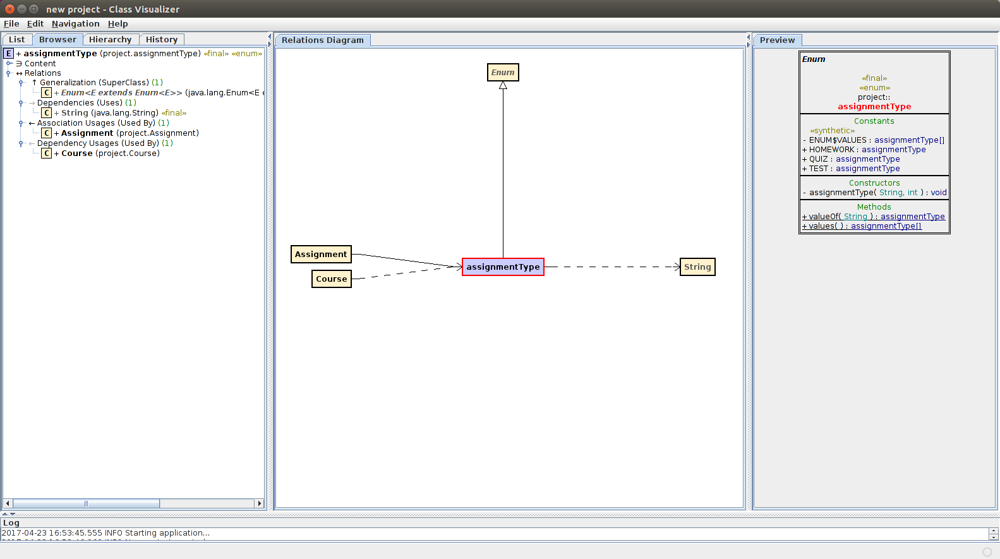 new project - Class Visualizer
File Edit Navigation Help
List Browser Hierarchy History
E + assignmentType (project.assignmentType) «final» «enum»
∋ Content
↔ Relations
↑ Generalization (SuperClass) (1)
C + Enum<E extends Enum<E>> (java.lang.Enum<E
→ Dependencies (Uses) (1)
C + String (java.lang.String) «final»
← Association Usages (Used By) (1)
C + Assignment (project.Assignment)
← Dependency Usages (Used By) (1)
C + Course (project.Course)
Relations Diagram
Enum
Assignment
Course
assignmentType
String
Preview
Enum
«final»
«enum»
project::
assignmentType
Constants
«synthetic»
- ENUM$VALUES : assignmentType[]
+ HOMEWORK : assignmentType
+ QUIZ : assignmentType
+ TEST : assignmentType
Constructors
- assignmentType( String, int ) : void
Methods
+ valueOf( String ) : assignmentType
+ values( ) : assignmentType[]
Log
2017-04-23 16:53:45.555 INFO Starting application...